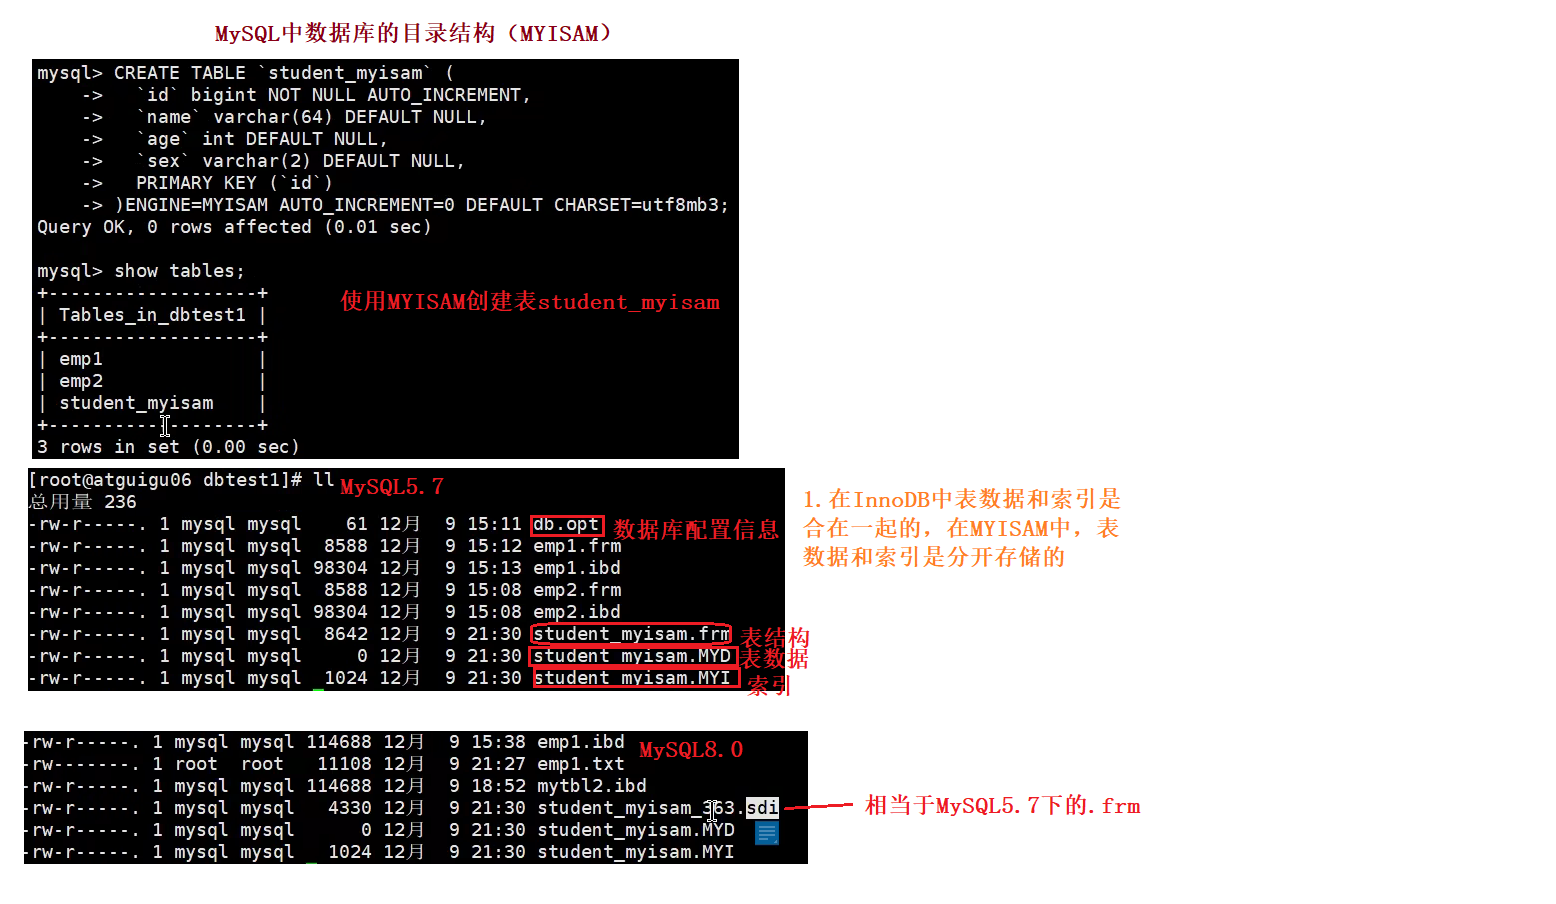 MySQL中数据库的目录结构（MYISAM）
mysql> CREATE TABLE `student_myisam` (
    ->   `id` bigint NOT NULL AUTO_INCREMENT,
    ->   `name` varchar(64) DEFAULT NULL,
    ->   `age` int DEFAULT NULL,
    ->   `sex` varchar(2) DEFAULT NULL,
    ->   PRIMARY KEY (`id`)
    -> )ENGINE=MYISAM AUTO_INCREMENT=0 DEFAULT CHARSET=utf8mb3;
Query OK, 0 rows affected (0.01 sec)
mysql> show tables;
+-------------------+
| Tables_in_dbtest1 |
+-------------------+
| emp1              |
| emp2              |
| student_myisam    |
+-------------------+
3 rows in set (0.00 sec)
使用MYISAM创建表student_myisam
[root@atguigu06 dbtest1]# ll
MySQL5.7
总用量 236
-rw-r-----. 1 mysql mysql    61 12月  9 15:11 db.opt 数据库配置信息
-rw-r-----. 1 mysql mysql  8588 12月  9 15:12 emp1.frm
-rw-r-----. 1 mysql mysql 98304 12月  9 15:13 emp1.ibd
-rw-r-----. 1 mysql mysql  8588 12月  9 15:08 emp2.frm
-rw-r-----. 1 mysql mysql 98304 12月  9 15:08 emp2.ibd
-rw-r-----. 1 mysql mysql  8642 12月  9 21:30 student_myisam.frm 表结构
-rw-r-----. 1 mysql mysql     0 12月  9 21:30 student_myisam.MYD 表数据
-rw-r-----. 1 mysql mysql  1024 12月  9 21:30 student_myisam.MYI 索引
1.在InnoDB中表数据和索引是
合在一起的，在MYISAM中，表
数据和索引是分开存储的
-rw-r-----. 1 mysql mysql 114688 12月  9 15:38 emp1.ibd
MySQL8.0
-rw-------. 1 root  root   11108 12月  9 21:27 emp1.txt
-rw-r-----. 1 mysql mysql 114688 12月  9 18:52 mytbl2.ibd
-rw-r-----. 1 mysql mysql   4330 12月  9 21:30 student_myisam_363.sdi
相当于MySQL5.7下的.frm
-rw-r-----. 1 mysql mysql      0 12月  9 21:30 student_myisam.MYD
-rw-r-----. 1 mysql mysql   1024 12月  9 21:30 student_myisam.MYI